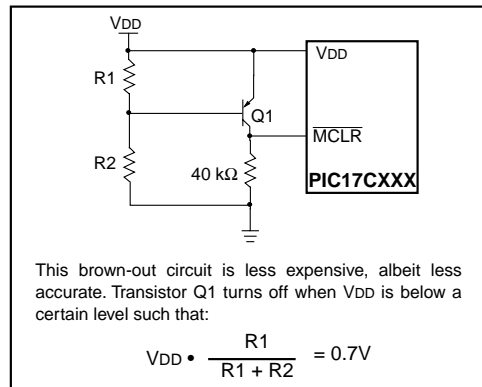 VDD
R1
R2
Q1
40 kΩ
VDD
MCLR
PIC17CXXX
This brown-out circuit is less expensive, albeit less
accurate. Transistor Q1 turns off when VDD is below a
certain level such that:
VDD • R1 / R1 + R2 = 0.7V